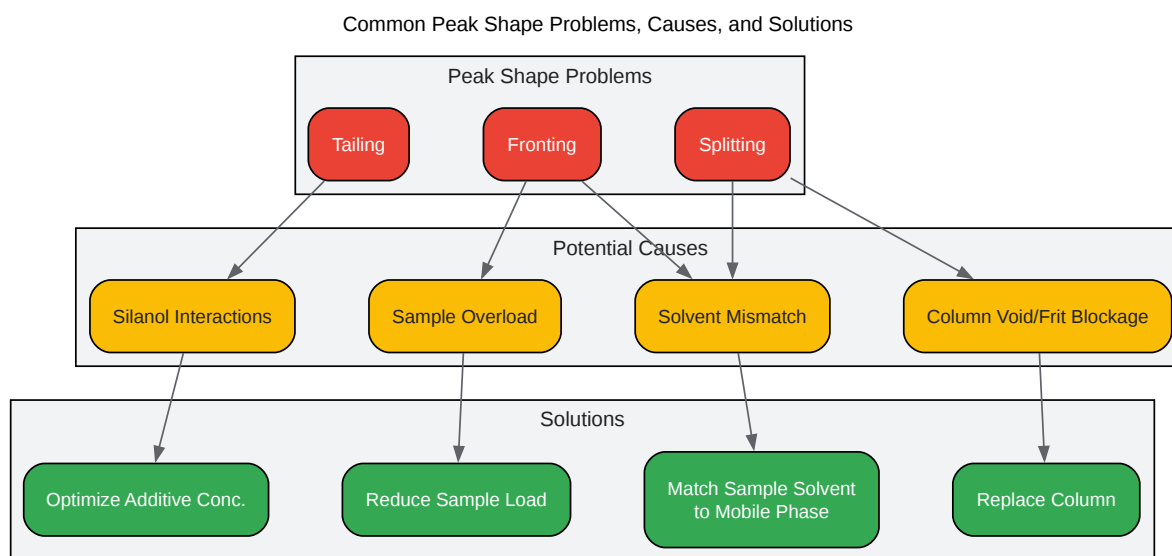 Common Peak Shape Problems, Causes, and Solutions
Peak Shape Problems
Tailing
Fronting
Splitting
Potential Causes
Silanol Interactions
Sample Overload
Solvent Mismatch
Column Void/Frit Blockage
Solutions
Optimize Additive Conc.
Reduce Sample Load
Match Sample Solvent
to Mobile Phase
Replace Column